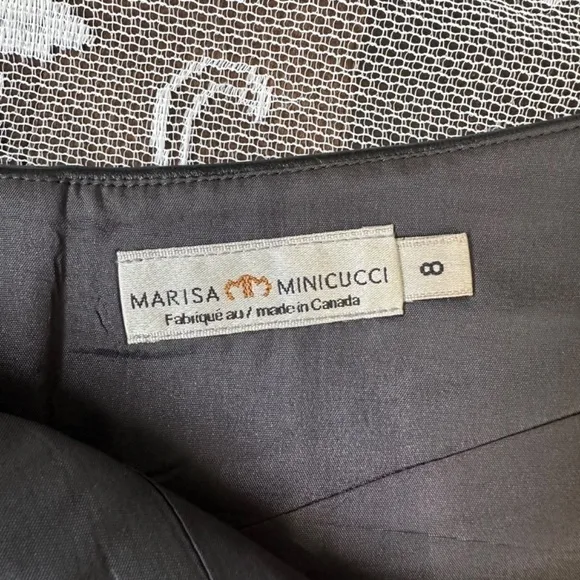 MARISA MINICUCCI
Fabriqué au / made in Canada
8